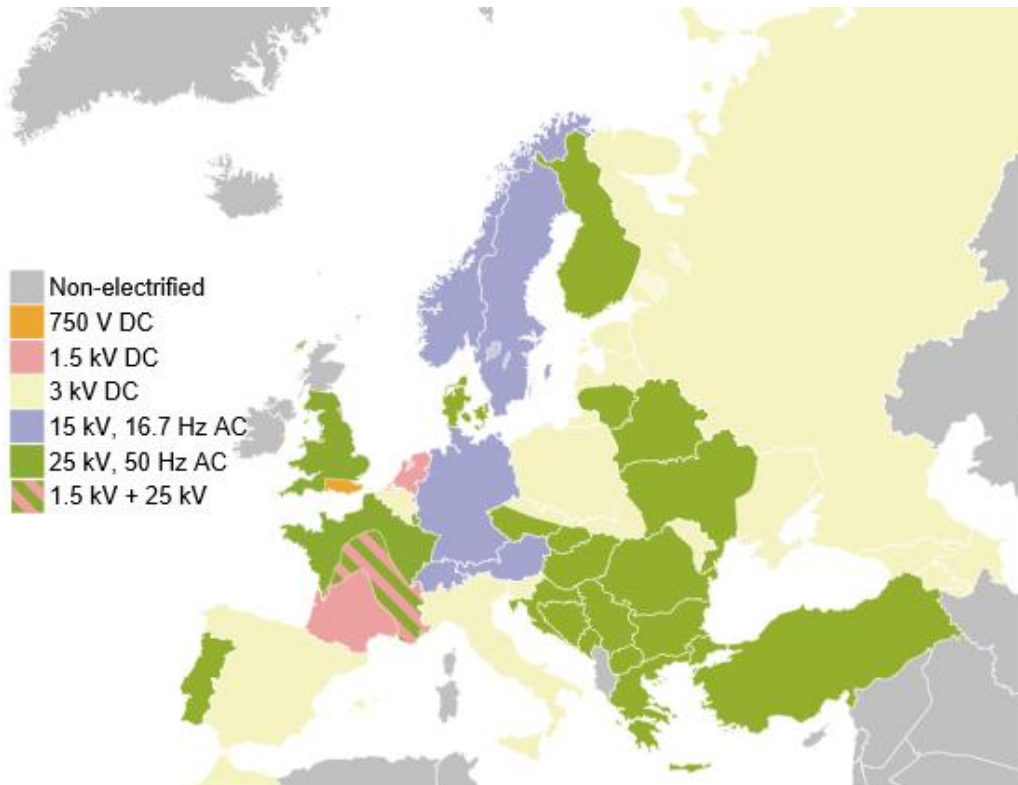 Non-electrified
750 V DC
1.5 kV DC
3 kV DC
15 kV, 16.7 Hz AC
25 kV, 50 Hz AC
1.5 kV + 25 kV